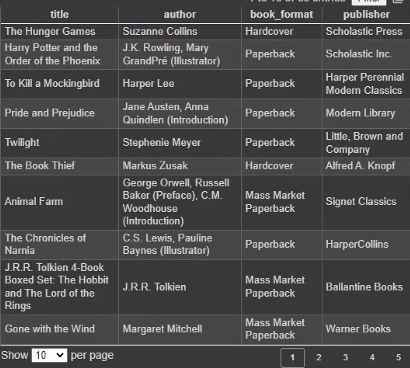 Filter
title author book_format publisher
The Hunger Games Suzanne Collins Hardcover Scholastic Press
Harry Potter and the
Order of the Phoenix
J.K. Rowling, Mary
GrandPré (Illustrator)
Paperback
Scholastic Inc.
To Kill a Mockingbird
Harper Lee
Paperback
Harper Perennial
Modern Classics
Pride and Prejudice
Jane Austen, Anna
Quindlen (Introduction)
Paperback
Modern Library
Twilight
Stephenie Meyer
Paperback
Little, Brown and
Company
The Book Thief Markus Zusak Hardcover Alfred A. Knopf
Animal Farm
George Orwell, Russell
Baker (Preface), C.M.
Woodhouse
(Introduction)
Mass Market
Paperback
Signet Classics
The Chronicles of
Narnia
C.S. Lewis, Pauline
Baynes (Illustrator)
Paperback
HarperCollins
J.R.R. Tolkien 4-Book
Boxed Set: The Hobbit
and The Lord of the
Rings
J.R.R. Tolkien
Mass Market
Paperback
Ballantine Books
Gone with the Wind
Margaret Mitchell
Mass Market
Paperback
Warner Books
Show 10 per page 1 2 3 4 5